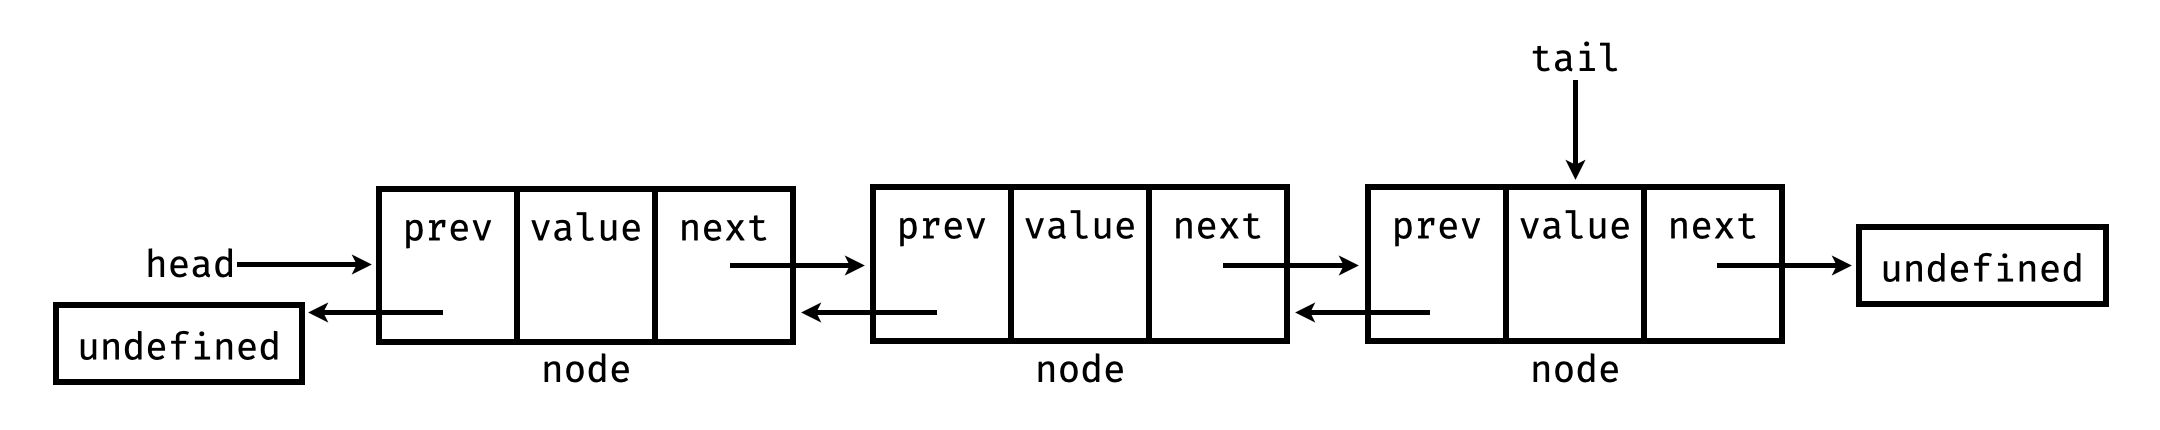 tail
prev value next
prev value next
prev value next
head
undefined
undefined
node
node
node